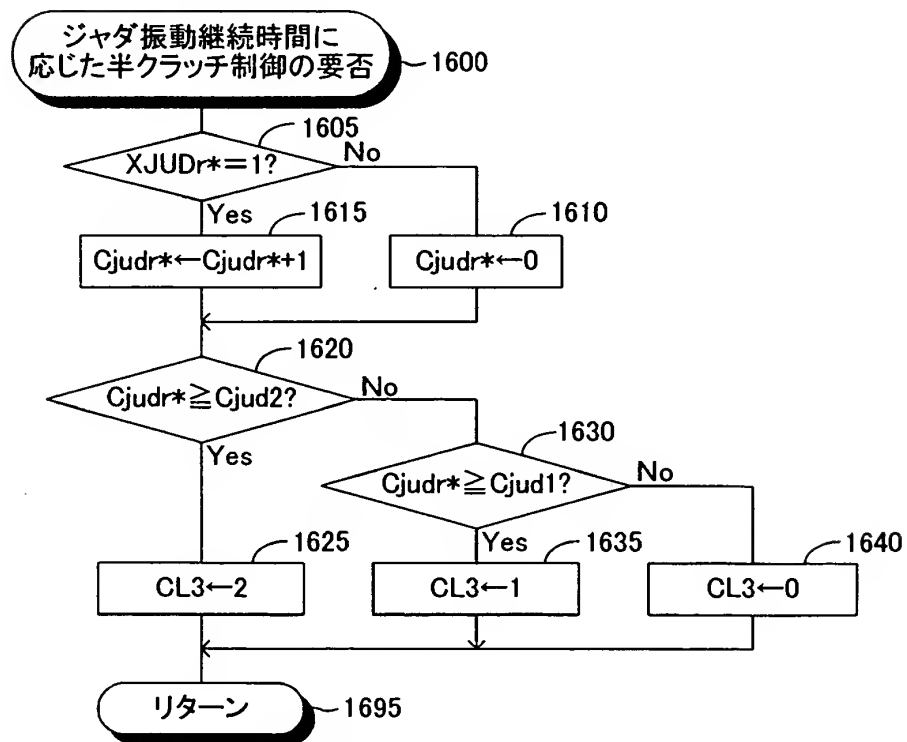 ジャダ振動継続時間に
応じた半クラッチ制御の要否
1600
1605
XJUDr*=1?
No
Yes
1615
1610
Cjudr*←Cjudr*+1
Cjudr*←0
1620
Cjudr*≧Cjud2?
No
Yes
1630
Cjudr*≧Cjud1?
No
Yes
1625
1635
1640
CL3←2
CL3←1
CL3←0
リターン
1695